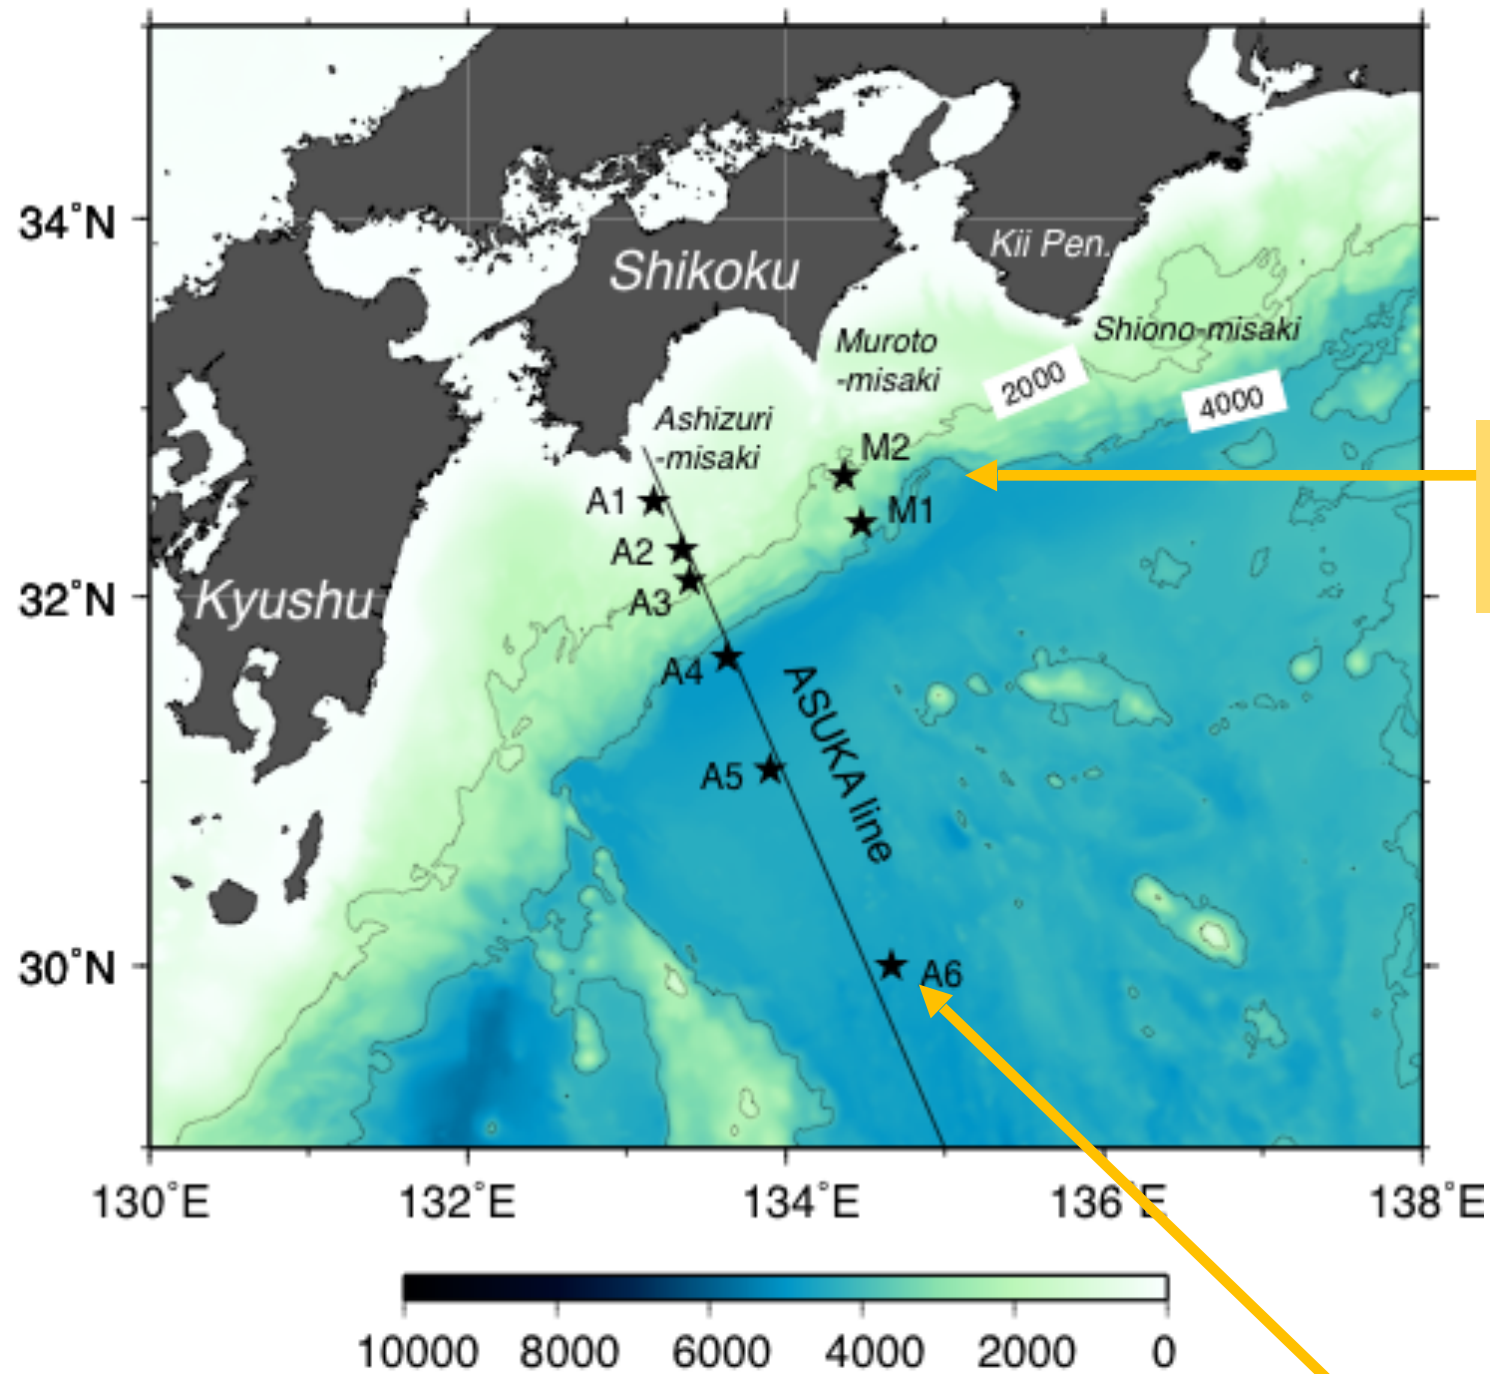 34°N
32°N
30°N
Shikoku
Kii Pen.
Shiono-misaki
Muroto
-misaki
2000
4000
Ashizuri
-misaki
M2
M1
A1
A2
A3
Kyushu
A4
ASUKA line
A5
A6
130°E
132°E
134°E
136°E
138°E
10000
8000
6000
4000
2000
0